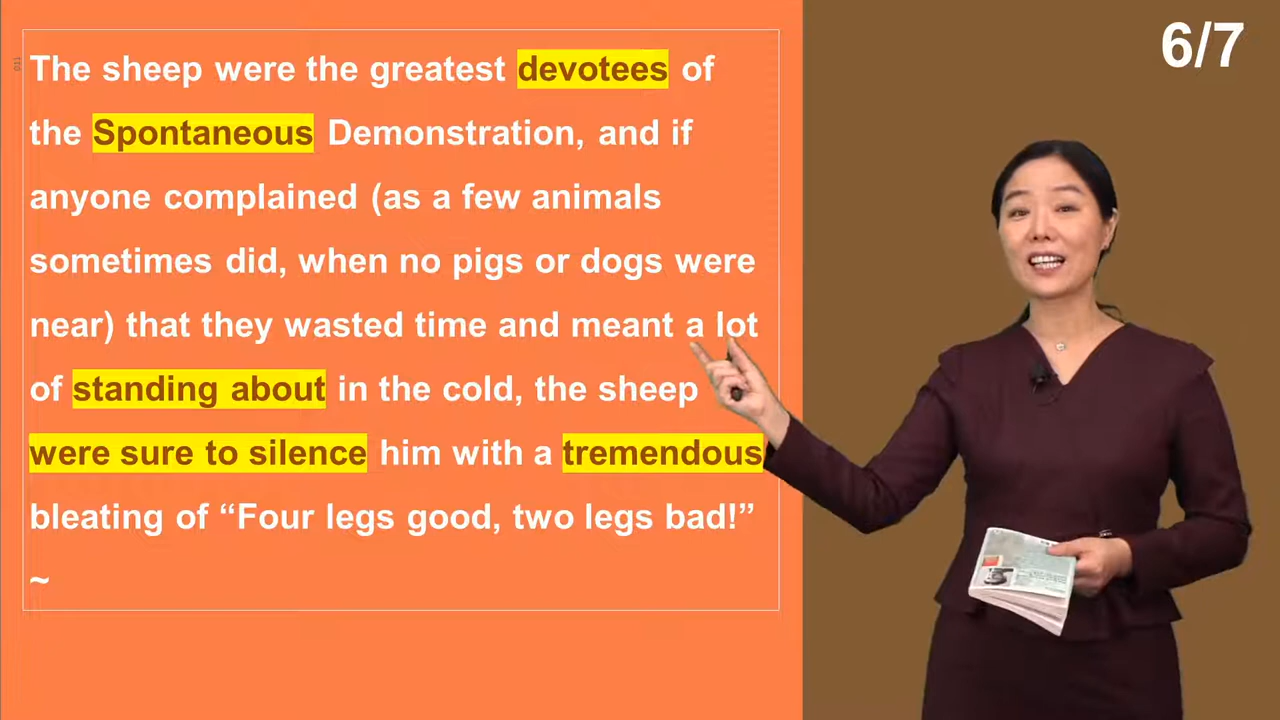 6/7
The sheep were the greatest devotees of
the Spontaneous Demonstration, and if
anyone complained (as a few animals
sometimes did, when no pigs or dogs were
near) that they wasted time and meant a lot
of standing about in the cold, the sheep
were sure to silence him with a tremendous
bleating of “Four legs good, two legs bad!”
~